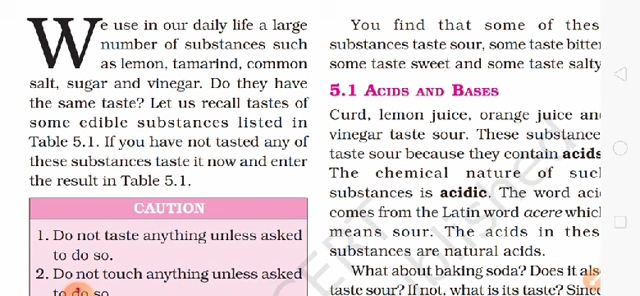 We use in our daily life a large
number of substances such
as lemon, tamarind, common
salt, sugar and vinegar. Do they have
the same taste? Let us recall tastes of
some edible substances listed in
Table 5.1. If you have not tasted any of
these substances taste it now and enter
the result in Table 5.1.
CAUTION
1. Do not taste anything unless asked
to do so.
2. Do not touch anything unless asked
to do so.
You find that some of thes
substances taste sour, some taste bitter
some taste sweet and some taste salty
5.1 ACIDS AND BASES
Curd, lemon juice, orange juice and
vinegar taste sour. These substance
taste sour because they contain acids
The chemical nature of such
substances is acidic. The word aci
comes from the Latin word acere which
means sour. The acids in thes
substances are natural acids.
What about baking soda? Does it als
taste sour? If not, what is its taste? Since